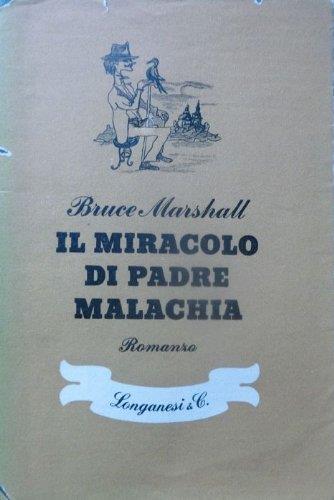 Bruce Marshall
IL MIRACOLO
DI PADRE
MALACHIA
Romanzo
Longanesi & C.